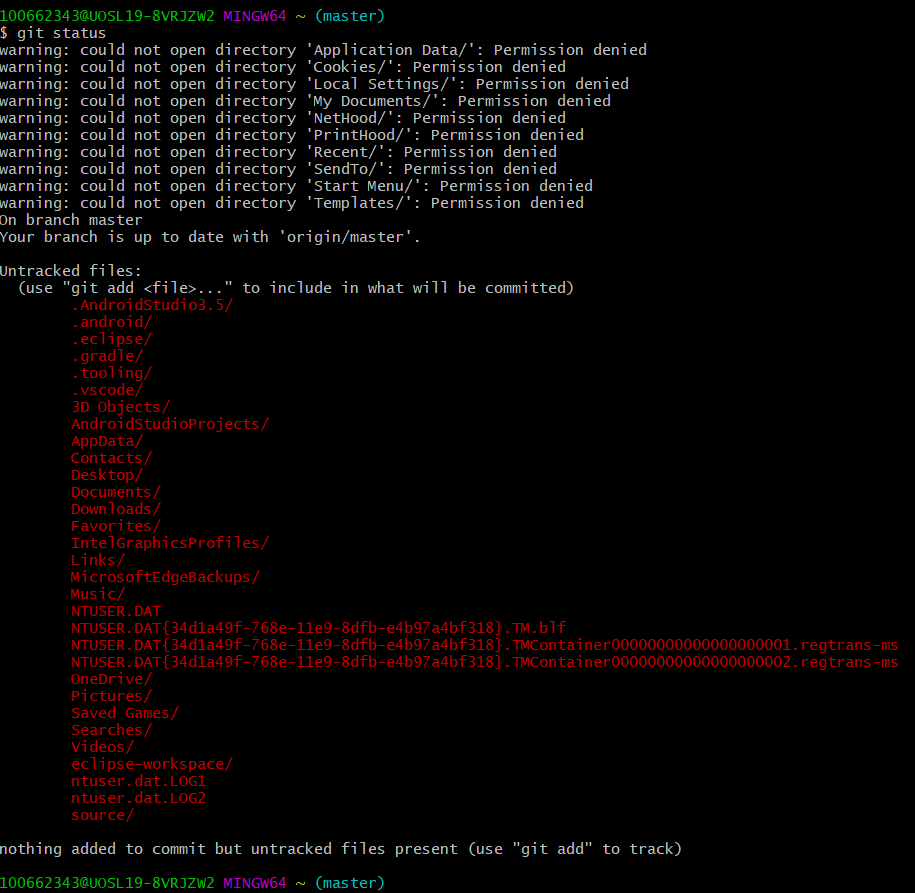 100662343@UOSL19-8VRJZW2 MINGW64 ~ (master)
$ git status
warning: could not open directory 'Application Data/': Permission denied
warning: could not open directory 'Cookies/': Permission denied
warning: could not open directory 'Local Settings/': Permission denied
warning: could not open directory 'My Documents/': Permission denied
warning: could not open directory 'NetHood/': Permission denied
warning: could not open directory 'PrintHood/': Permission denied
warning: could not open directory 'Recent/': Permission denied
warning: could not open directory 'SendTo/': Permission denied
warning: could not open directory 'Start Menu/': Permission denied
warning: could not open directory 'Templates/': Permission denied
On branch master
Your branch is up to date with 'origin/master'.

Untracked files:
  (use "git add <file>..." to include in what will be committed)
        .AndroidStudio3.5/
        .android/
        .eclipse/
        .gradle/
        .tooling/
        .vscode/
        3D Objects/
        AndroidStudioProjects/
        AppData/
        Contacts/
        Desktop/
        Documents/
        Downloads/
        Favorites/
        IntelGraphicsProfiles/
        Links/
        MicrosoftEdgeBackups/
        Music/
        NTUSER.DAT
        NTUSER.DAT{34d1a49f-768e-11e9-8dfb-e4b97a4bf318}.TM.blf
        NTUSER.DAT{34d1a49f-768e-11e9-8dfb-e4b97a4bf318}.TMContainer00000000000000000001.regtrans-ms
        NTUSER.DAT{34d1a49f-768e-11e9-8dfb-e4b97a4bf318}.TMContainer00000000000000000002.regtrans-ms
        OneDrive/
        Pictures/
        Saved Games/
        Searches/
        Videos/
        eclipse-workspace/
        ntuser.dat.LOG1
        ntuser.dat.LOG2
        source/

nothing added to commit but untracked files present (use "git add" to track)

100662343@UOSL19-8VRJZW2 MINGW64 ~ (master)